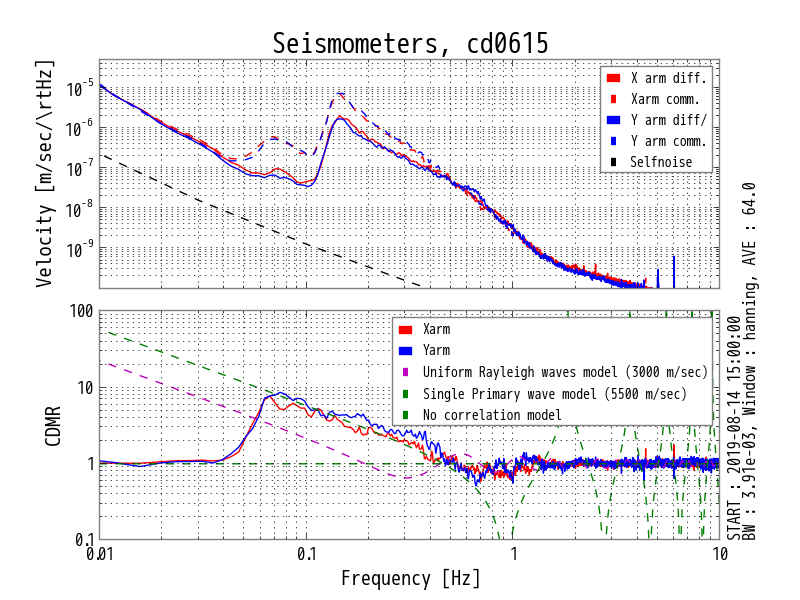 Seismometers, cd0615
Velocity [m/sec/\rtHz]
10^-5
10^-6
10^-7
10^-8
10^-9
X arm diff.
Xarm comm.
Y arm diff/
Y arm comm.
Selfnoise
CDMR
100
10
1
0.1
Xarm
Yarm
Uniform Rayleigh waves model (3000 m/sec)
Single Primary wave model (5500 m/sec)
No correlation model
0.01 0.1 1 10
Frequency [Hz]
START : 2019-08-14 15:00:00
BW : 3.91e-03, Window : hanning, AVE : 64.0